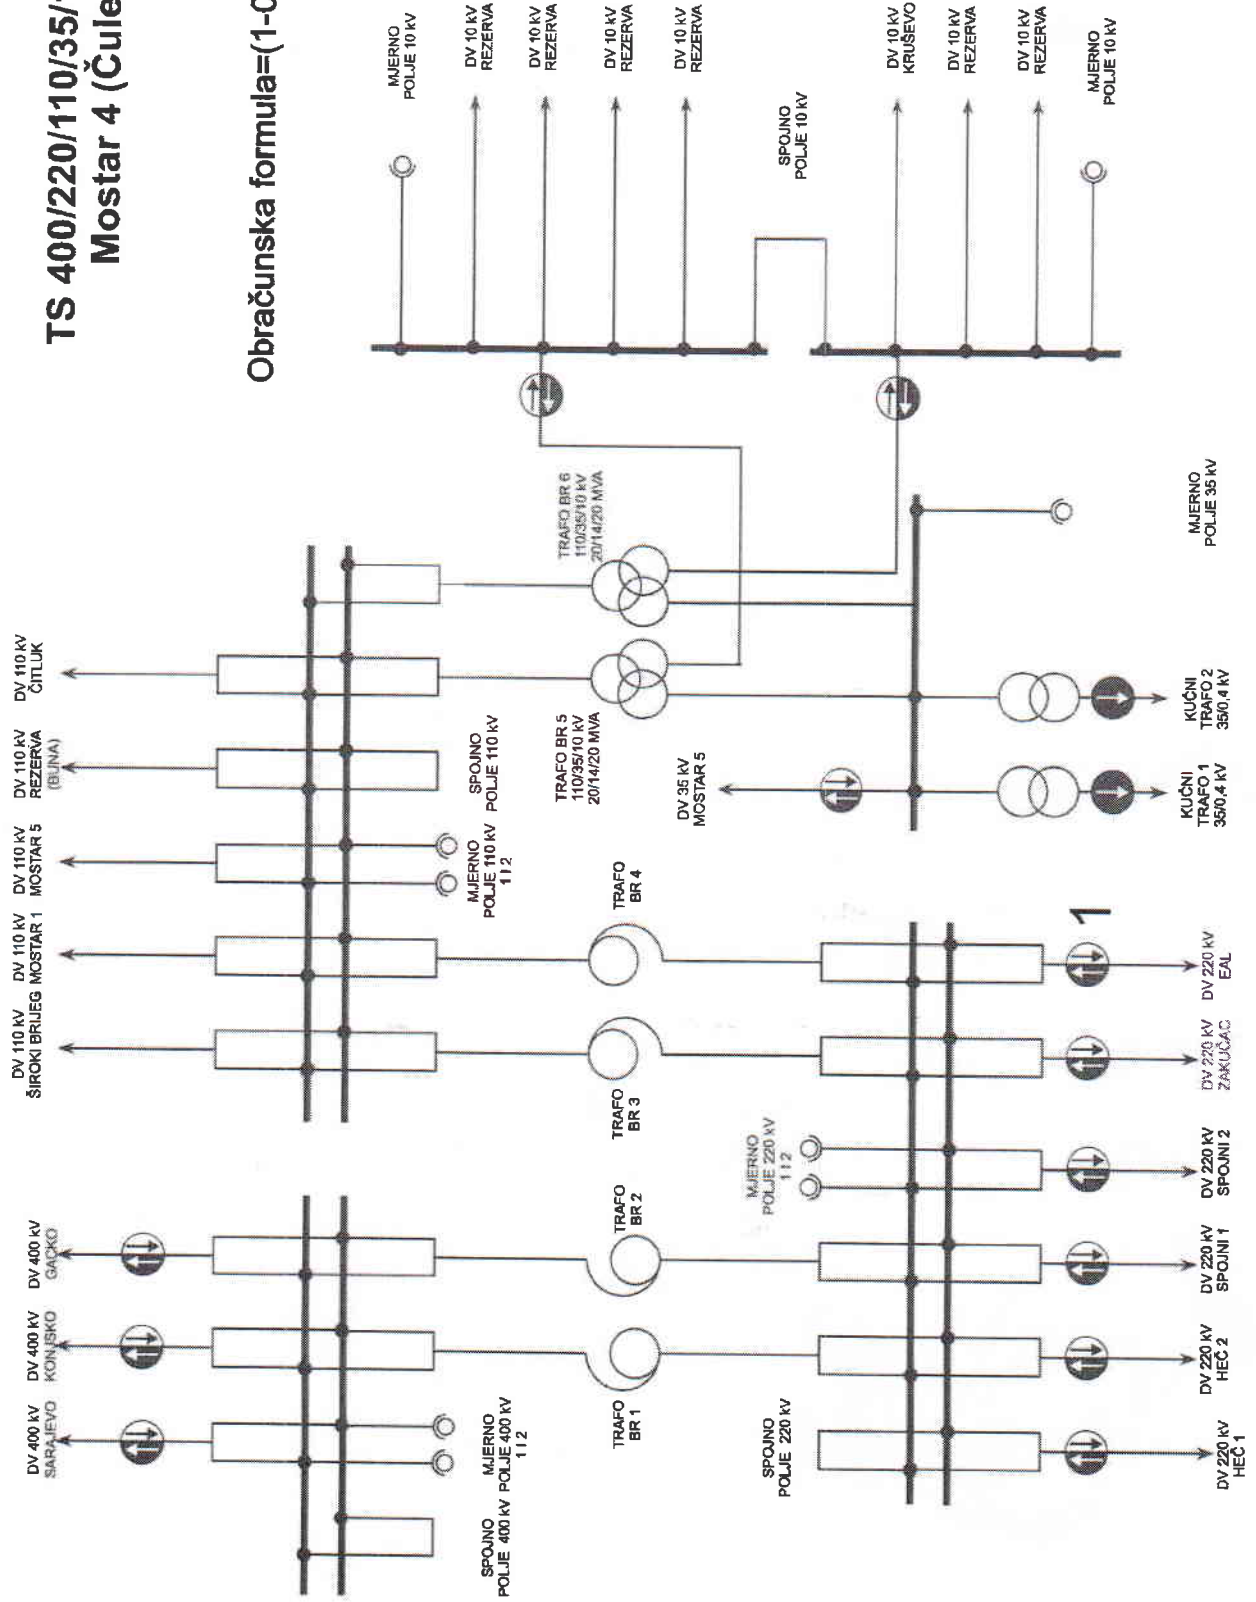 TS 400/220/110/35/
Mostar 4 (Čule
Obračunska formula=(1-0
DV 400 kV
SARAJEVO
DV 400 kV
KONJSKO
DV 400 kV
GACKO
DV 110 kV
ŠIROKI BRIJEG
DV 110 kV
MOSTAR 1
DV 110 kV
MOSTAR 5
DV 110 kV
REZERVA
(BUNA)
DV 110 kV
ČITLUK
SPOJNO
POLJE 400 kV
MJERNO
POLJE 400 kV
1 I 2
MJERNO
POLJE 110 kV
1 I 2
SPOJNO
POLJE 110 kV
TRAFO
BR 1
TRAFO
BR 2
TRAFO
BR 3
TRAFO
BR 4
TRAFO BR 5
110/35/10 kV
20/14/20 MVA
TRAFO BR 6
110/35/10 kV
20/14/20 MVA
MJERNO
POLJE 10 kV
DV 10 kV
REZERVA
DV 10 kV
REZERVA
DV 10 kV
REZERVA
DV 10 kV
REZERVA
SPOJNO
POLJE 10 kV
DV 10 kV
KRUŠEVO
DV 10 kV
REZERVA
DV 10 kV
REZERVA
MJERNO
POLJE 10 kV
SPOJNO
POLJE 220 kV
MJERNO
POLJE 220 kV
1 I 2
DV 35 kV
MOSTAR 5
1
DV 220 kV
HEČ 1
DV 220 kV
HEČ 2
DV 220 kV
SPOJNI 1
DV 220 kV
SPOJNI 2
DV 220 kV
ZAKUČAC
DV 220 kV
EAL
KUĆNI
TRAFO 1
35/0,4 kV
KUĆNI
TRAFO 2
35/0,4 kV
MJERNO
POLJE 35 kV